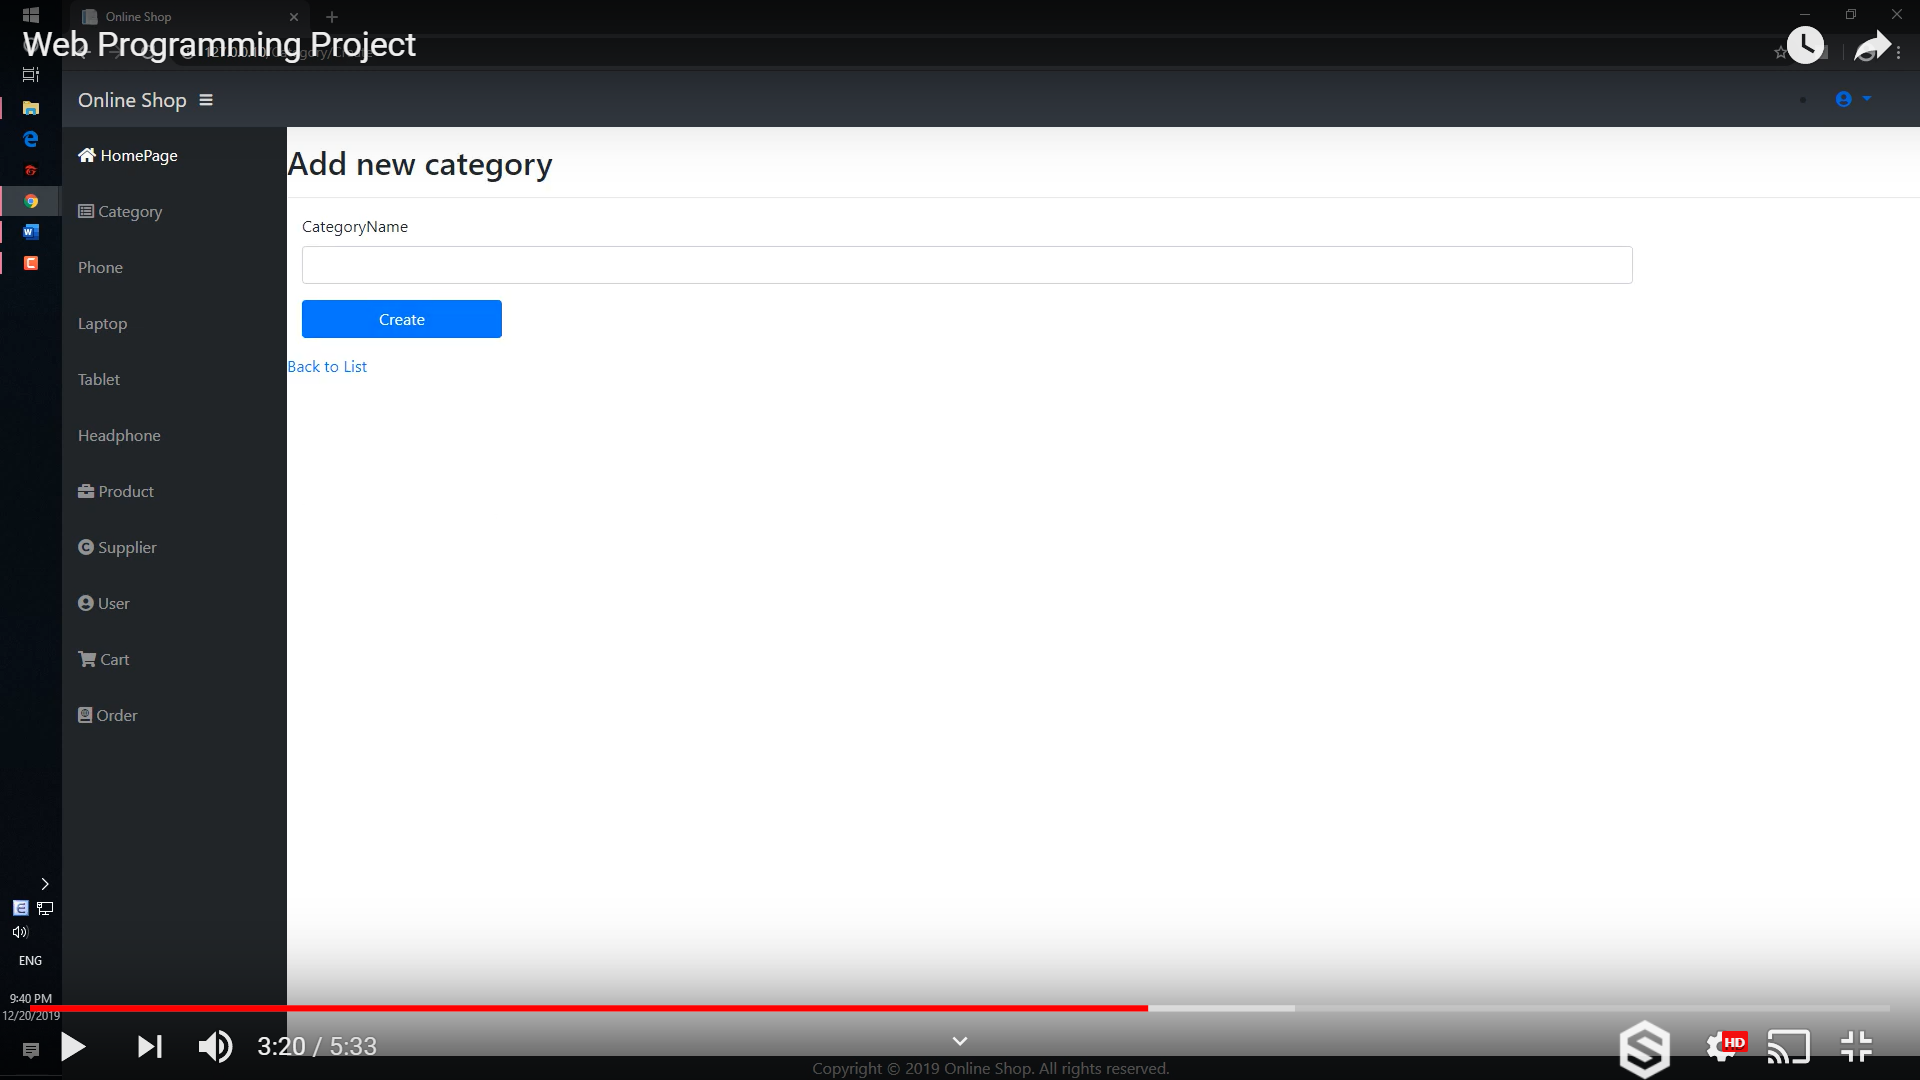 Online Shop
Web Programming Project
Online Shop
HomePage
Category
Phone
Laptop
Tablet
Headphone
Product
Supplier
User
Cart
Order
Add new category
CategoryName
Create
Back to List
ENG
9:40 PM
12/20/2019
3:20 / 5:33
HD
Copyright © 2019 Online Shop. All rights reserved.